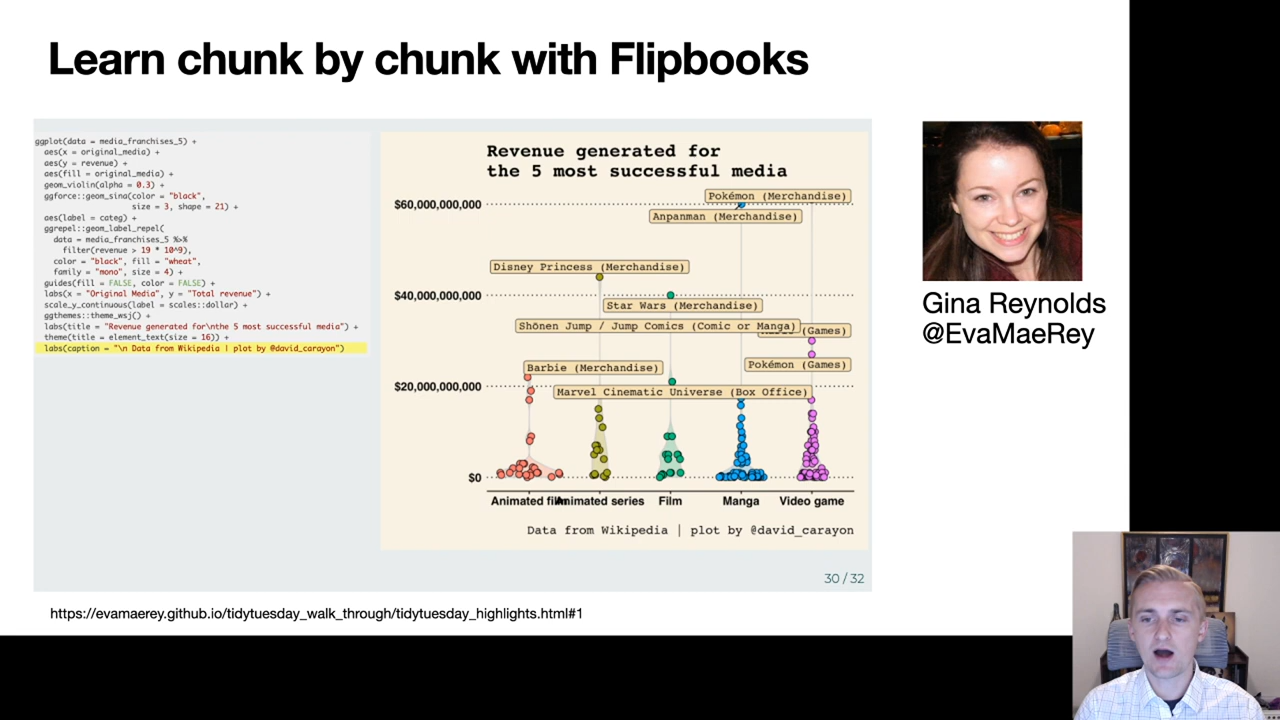 Learn chunk by chunk with Flipbooks
ggplot(data = media_franchises_5) +
aes(x = original_media) +
aes(y = revenue) +
aes(fill = original_media) +
geom_violin(alpha = 0.3) +
ggforce::geom_sina(color = "black",
size = 3, shape = 21) +
aes(label = categ) +
ggrepel::geom_label_repel(
data = media_franchises_5 %>%
filter(revenue > 19 * 10^9),
color = "black", fill = "wheat",
family = "mono", size = 4) +
guides(fill = FALSE, color = FALSE) +
labs(x = "Original Media", y = "Total revenue") +
scale_y_continuous(label = scales::dollar) +
ggthemes::theme_wsj() +
labs(title = "Revenue generated for\nthe 5 most successful media") +
theme(title = element_text(size = 16)) +
labs(caption = "\n Data from Wikipedia | plot by @david_carayon")
Revenue generated for
the 5 most successful media
Pokémon (Merchandise)
$60,000,000,000
Anpanman (Merchandise)
Disney Princess (Merchandise)
$40,000,000,000
Star Wars (Merchandise)
Shōnen Jump / Jump Comics (Comic or Manga)
(Games)
Pokémon (Games)
Barbie (Merchandise)
$20,000,000,000
Marvel Cinematic Universe (Box Office)
$0
Animated film Animated series Film Manga Video game
Data from Wikipedia | plot by @david_carayon
30 / 32
Gina Reynolds
@EvaMaeRey
https://evamaerey.github.io/tidytuesday_walk_through/tidytuesday_highlights.html#1